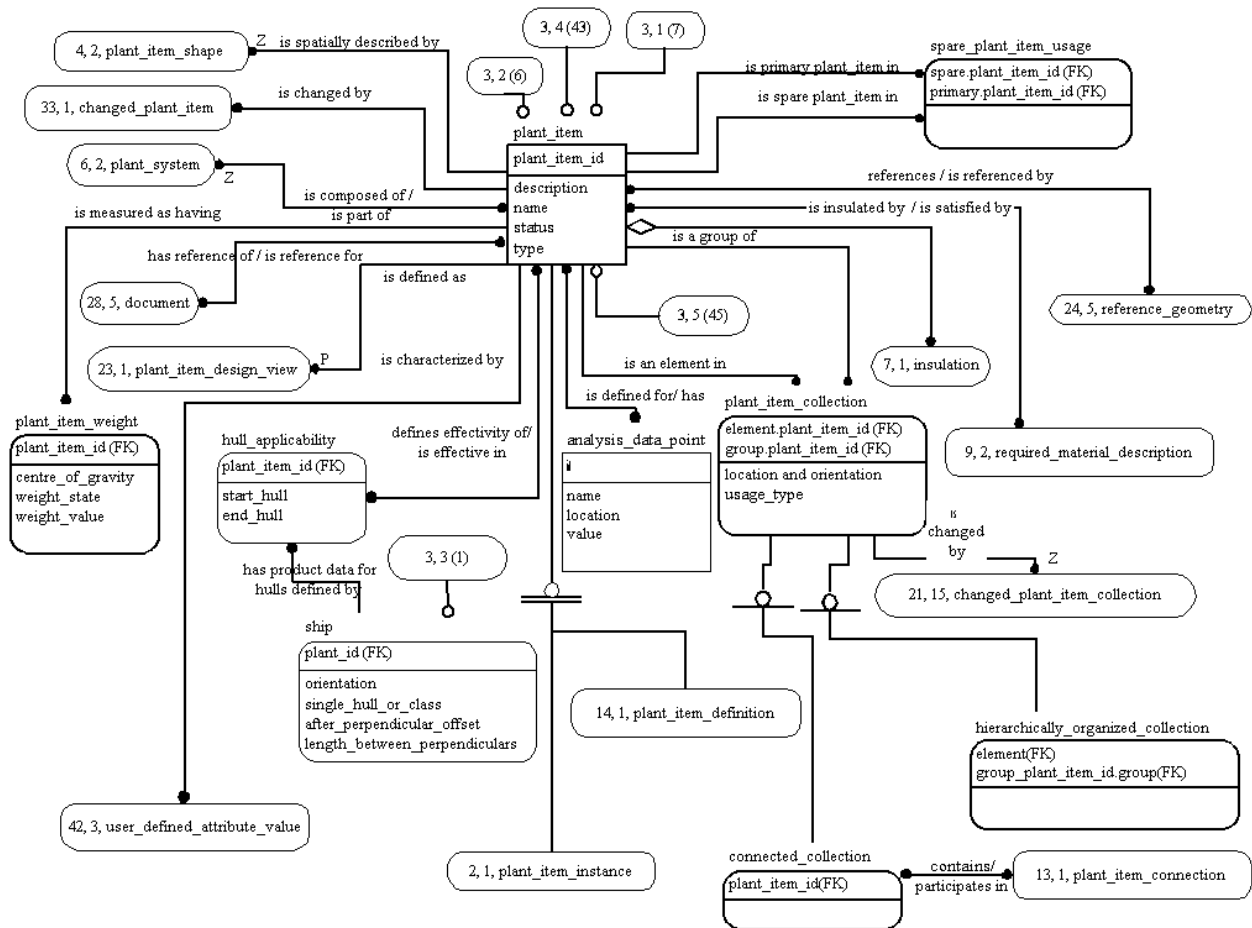 3, 4 (43)
3, 1 (7)
4, 2, plant_item_shape
Z
is spatially described by
3, 2 (6)
spare_plant_item_usage
is primary plant_item in
spare.plant_item_id (FK)
primary.plant_item_id (FK)
is spare plant_item in
33, 1, changed_plant_item
is changed by
plant_item
plant_item_id
description
name
status
type
6, 2, plant_system
Z
is composed of /
is part of
references / is referenced by
is insulated by / is satisfied by
is measured as having
is a group of
has reference of / is reference for
is defined as
28, 5, document
3, 5 (45)
24, 5, reference_geometry
23, 1, plant_item_design_view
P
is characterized by
is an element in
7, 1, insulation
is defined for/ has
plant_item_collection
element.plant_item_id (FK)
group.plant_item_id (FK)
location and orientation
usage_type
plant_item_weight
plant_item_id (FK)
centre_of_gravity
weight_state
weight_value
hull_applicability
plant_item_id (FK)
start_hull
end_hull
defines effectivity of/
is effective in
analysis_data_point
name
location
value
9, 2, required_material_description
is
changed
by
Z
21, 15, changed_plant_item_collection
3, 3 (1)
has product data for
hulls defined by
ship
plant_id (FK)
orientation
single_hull_or_class
after_perpendicular_offset
length_between_perpendiculars
14, 1, plant_item_definition
hierarchically_organized_collection
element(FK)
group_plant_item_id.group(FK)
42, 3, user_defined_attribute_value
2, 1, plant_item_instance
connected_collection
plant_item_id(FK)
contains/
participates in
13, 1, plant_item_connection